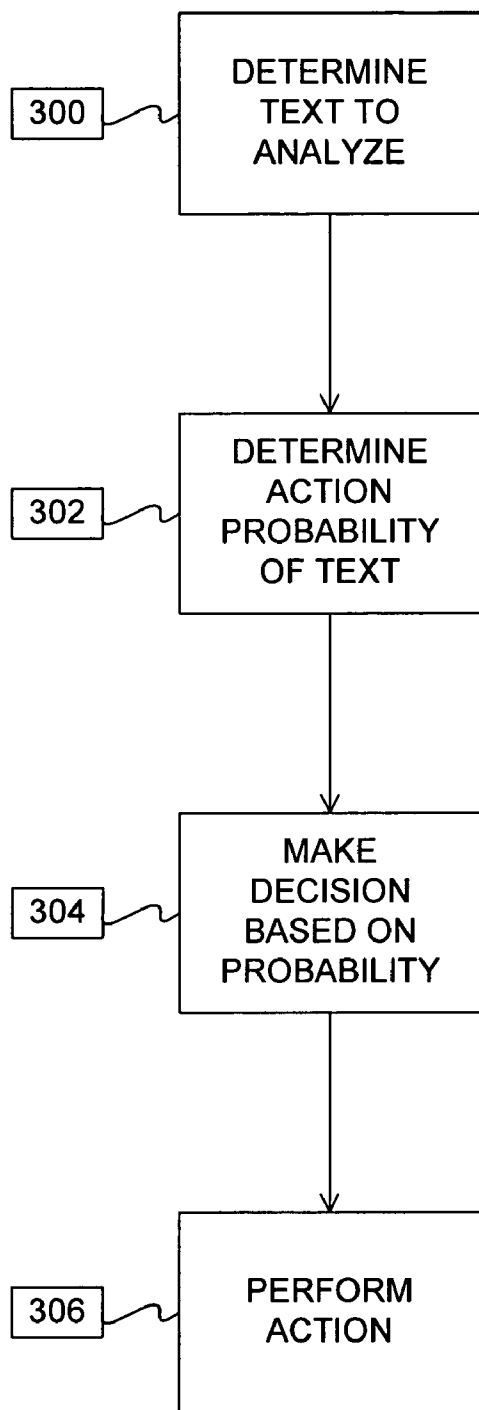 300
DETERMINE
TEXT TO
ANALYZE
302
DETERMINE
ACTION
PROBABILITY
OF TEXT
304
MAKE
DECISION
BASED ON
PROBABILITY
306
PERFORM
ACTION